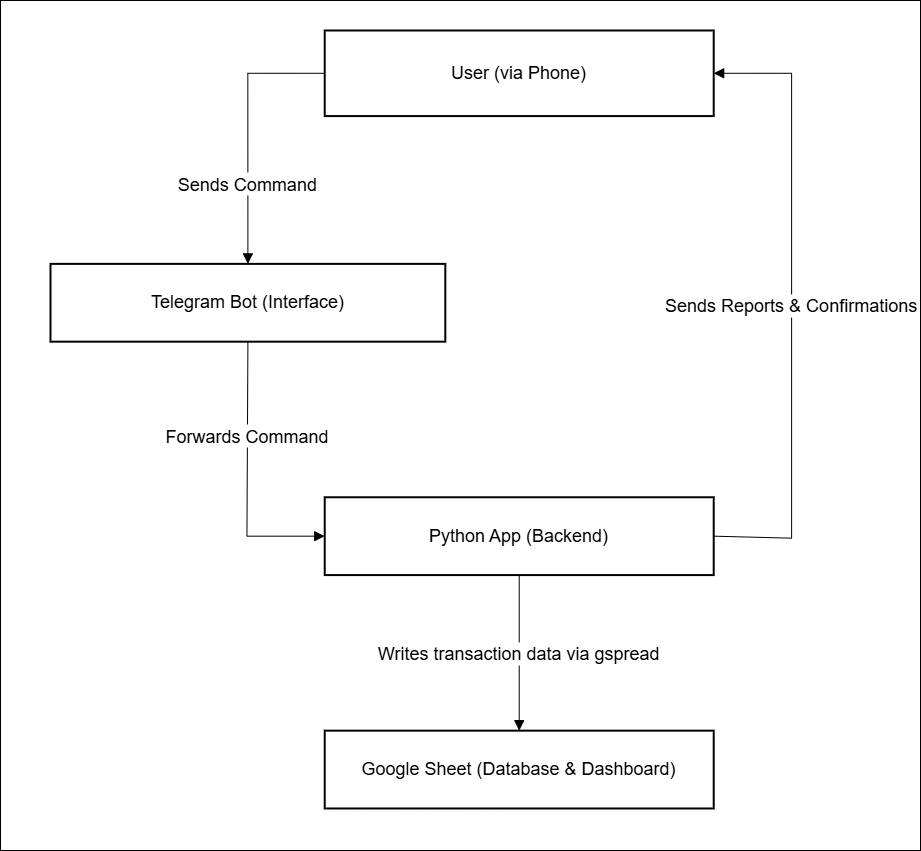 User (via Phone)
Sends Command
Telegram Bot (Interface)
Sends Reports & Confirmations
Forwards Command
Python App (Backend)
Writes transaction data via gspread
Google Sheet (Database & Dashboard)